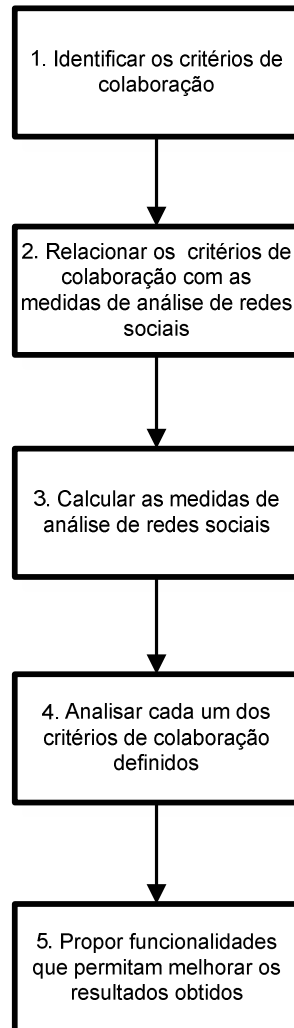 1. Identificar os critérios de
colaboração
2. Relacionar os critérios de
colaboração com as
medidas de análise de redes
sociais
3. Calcular as medidas de
análise de redes sociais
4. Analisar cada um dos
critérios de colaboração
definidos
5. Propor funcionalidades
que permitam melhorar os
resultados obtidos